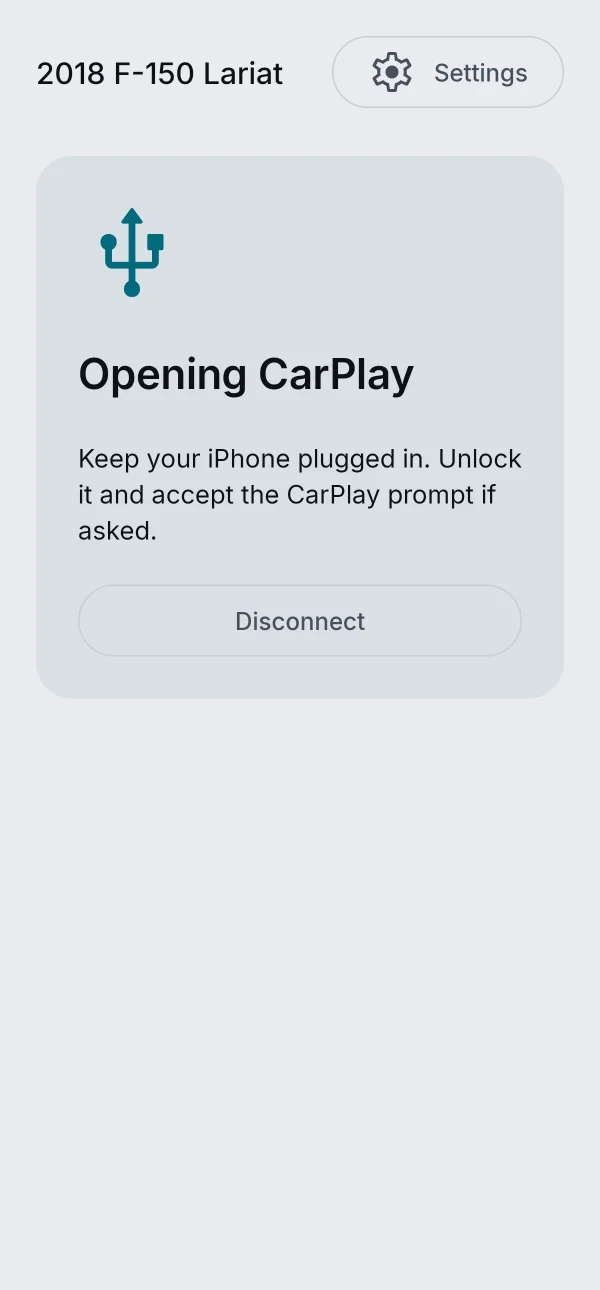 2018 F-150 Lariat
Settings
Opening CarPlay
Keep your iPhone plugged in. Unlock
it and accept the CarPlay prompt if
asked.
Disconnect